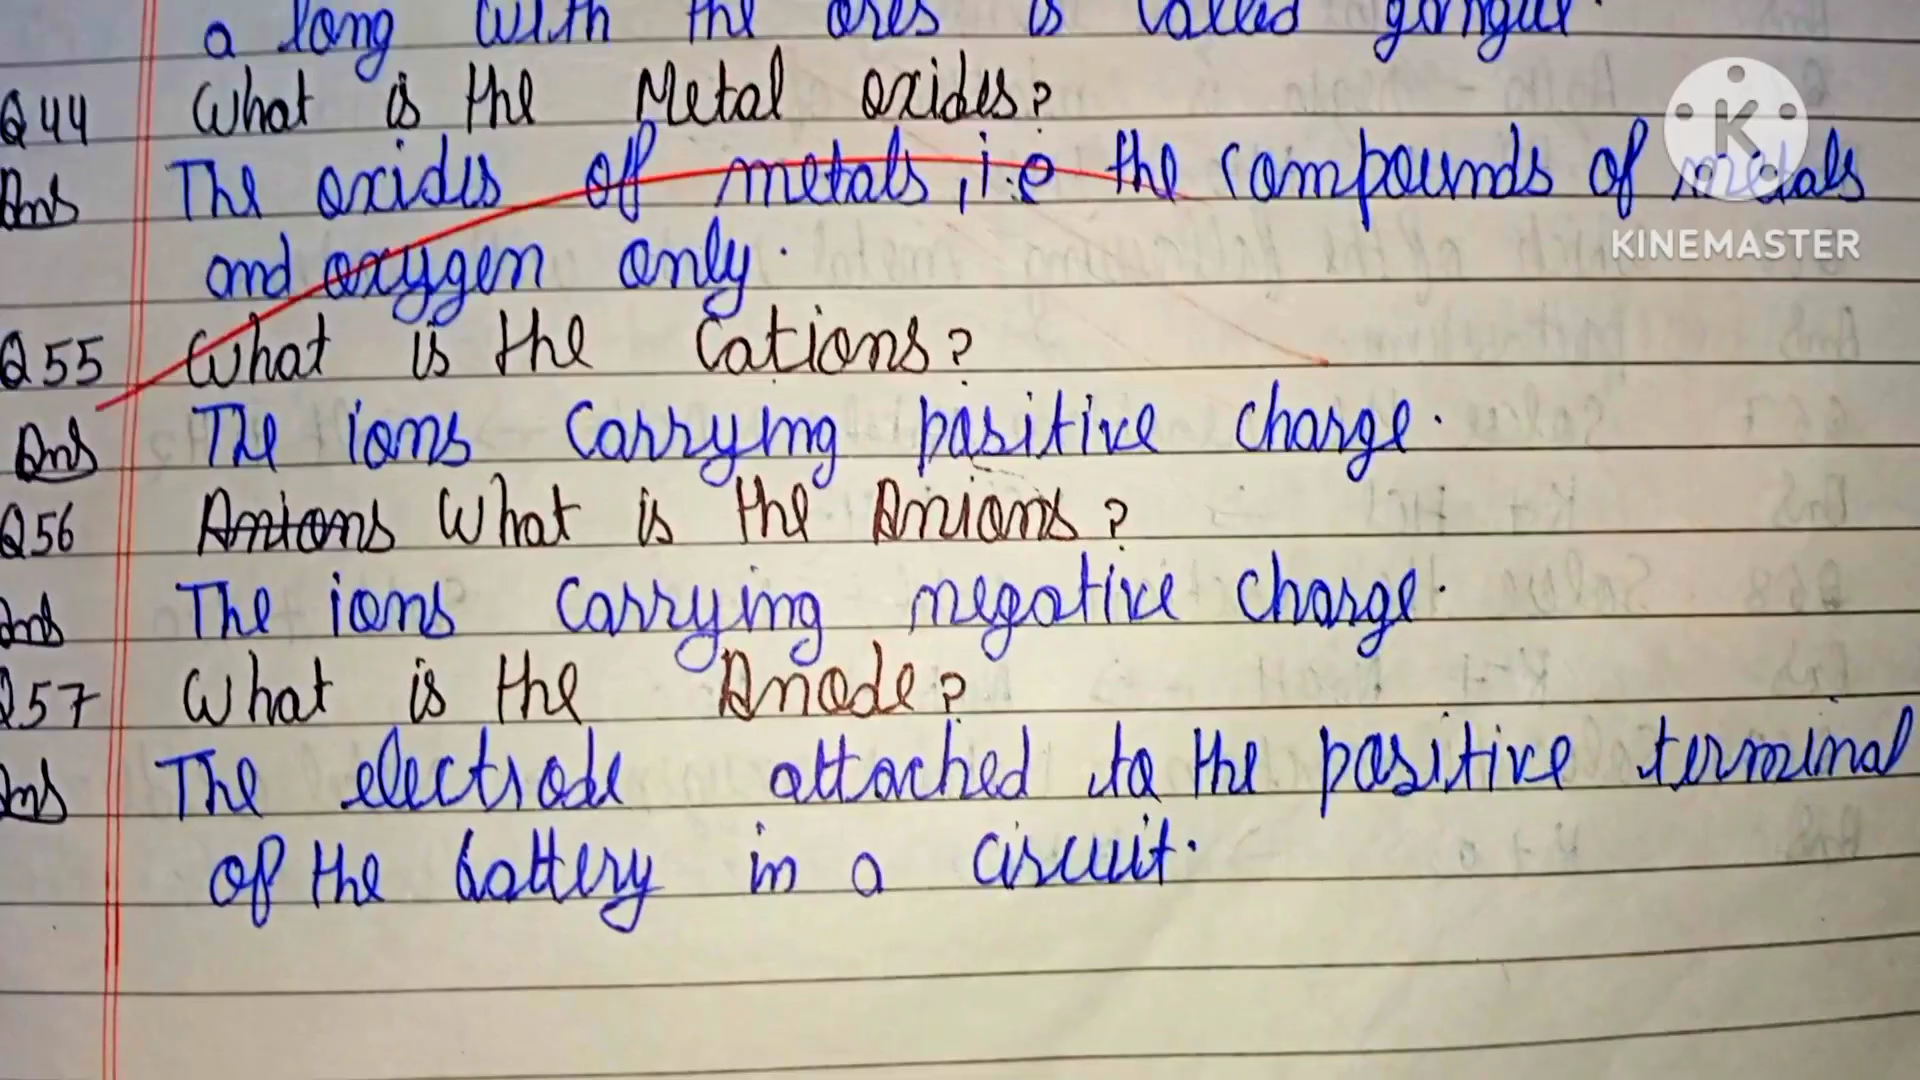 a long with the ores is called gangue.
Q44 What is the Metal oxides?
Ans The oxides of metals, i.e the compounds of metals
and oxygen only.
KINEMASTER
Q55 What is the Cations?
Ans The ions carrying positive charge.
Q56 Anions What is the Anions?
Ans The ions carrying negative charge.
Q57 What is the Anode?
Ans The electrode attached to the positive terminal
of the battery in a circuit.